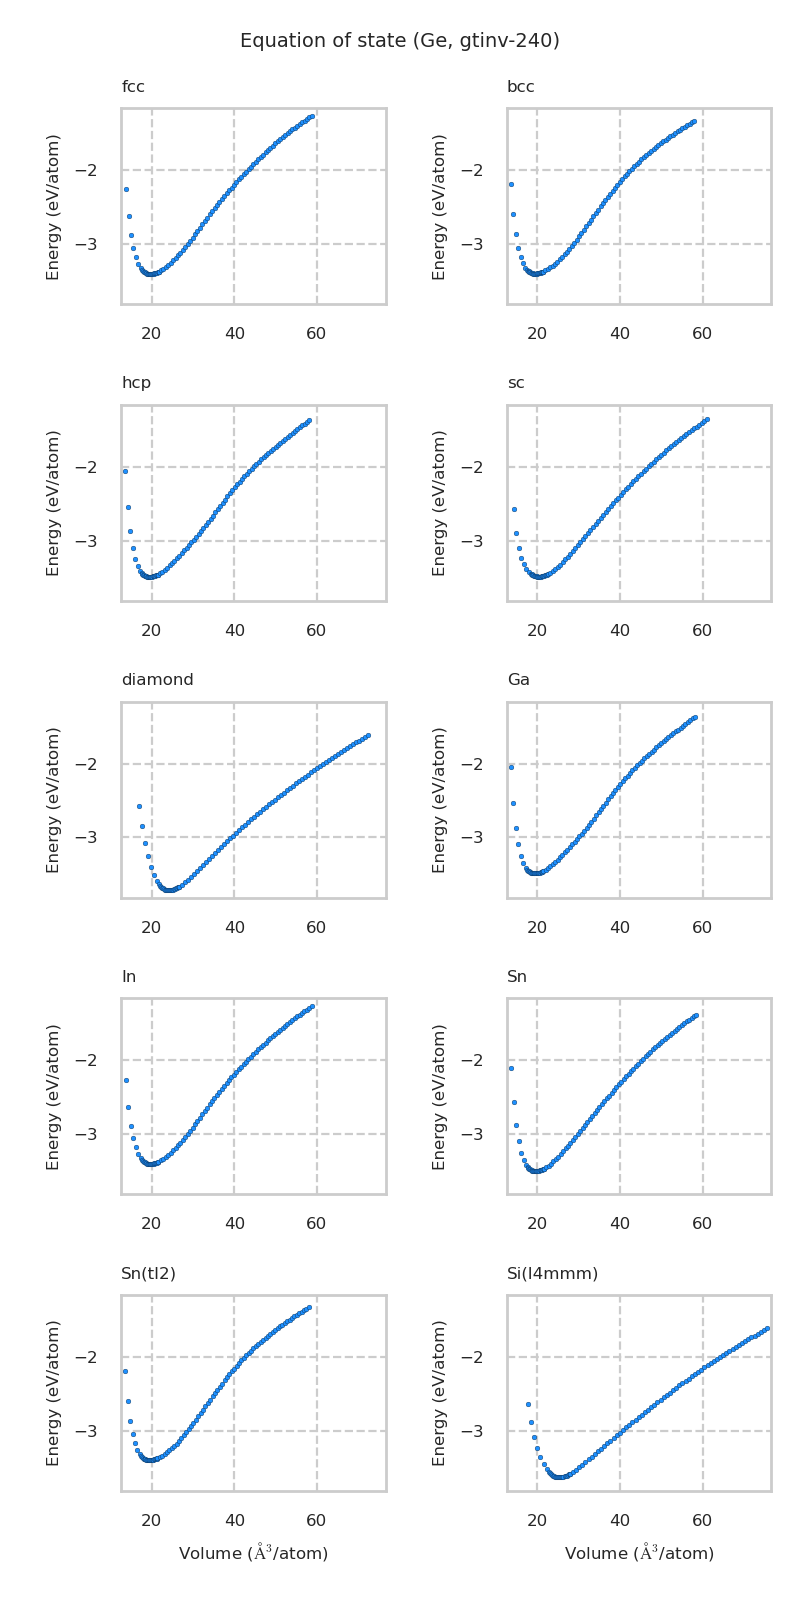 Equation of state (Ge, gtinv-240)
fcc
bcc
Energy (eV/atom)
−2
−3
20 40 60
Energy (eV/atom)
−2
−3
20 40 60
hcp
sc
Energy (eV/atom)
−2
−3
20 40 60
Energy (eV/atom)
−2
−3
20 40 60
diamond
Ga
Energy (eV/atom)
−2
−3
20 40 60
Energy (eV/atom)
−2
−3
20 40 60
In
Sn
Energy (eV/atom)
−2
−3
20 40 60
Energy (eV/atom)
−2
−3
20 40 60
Sn(tI2)
Si(I4mmm)
Energy (eV/atom)
−2
−3
20 40 60
Volume (Å³/atom)
Energy (eV/atom)
−2
−3
20 40 60
Volume (Å³/atom)